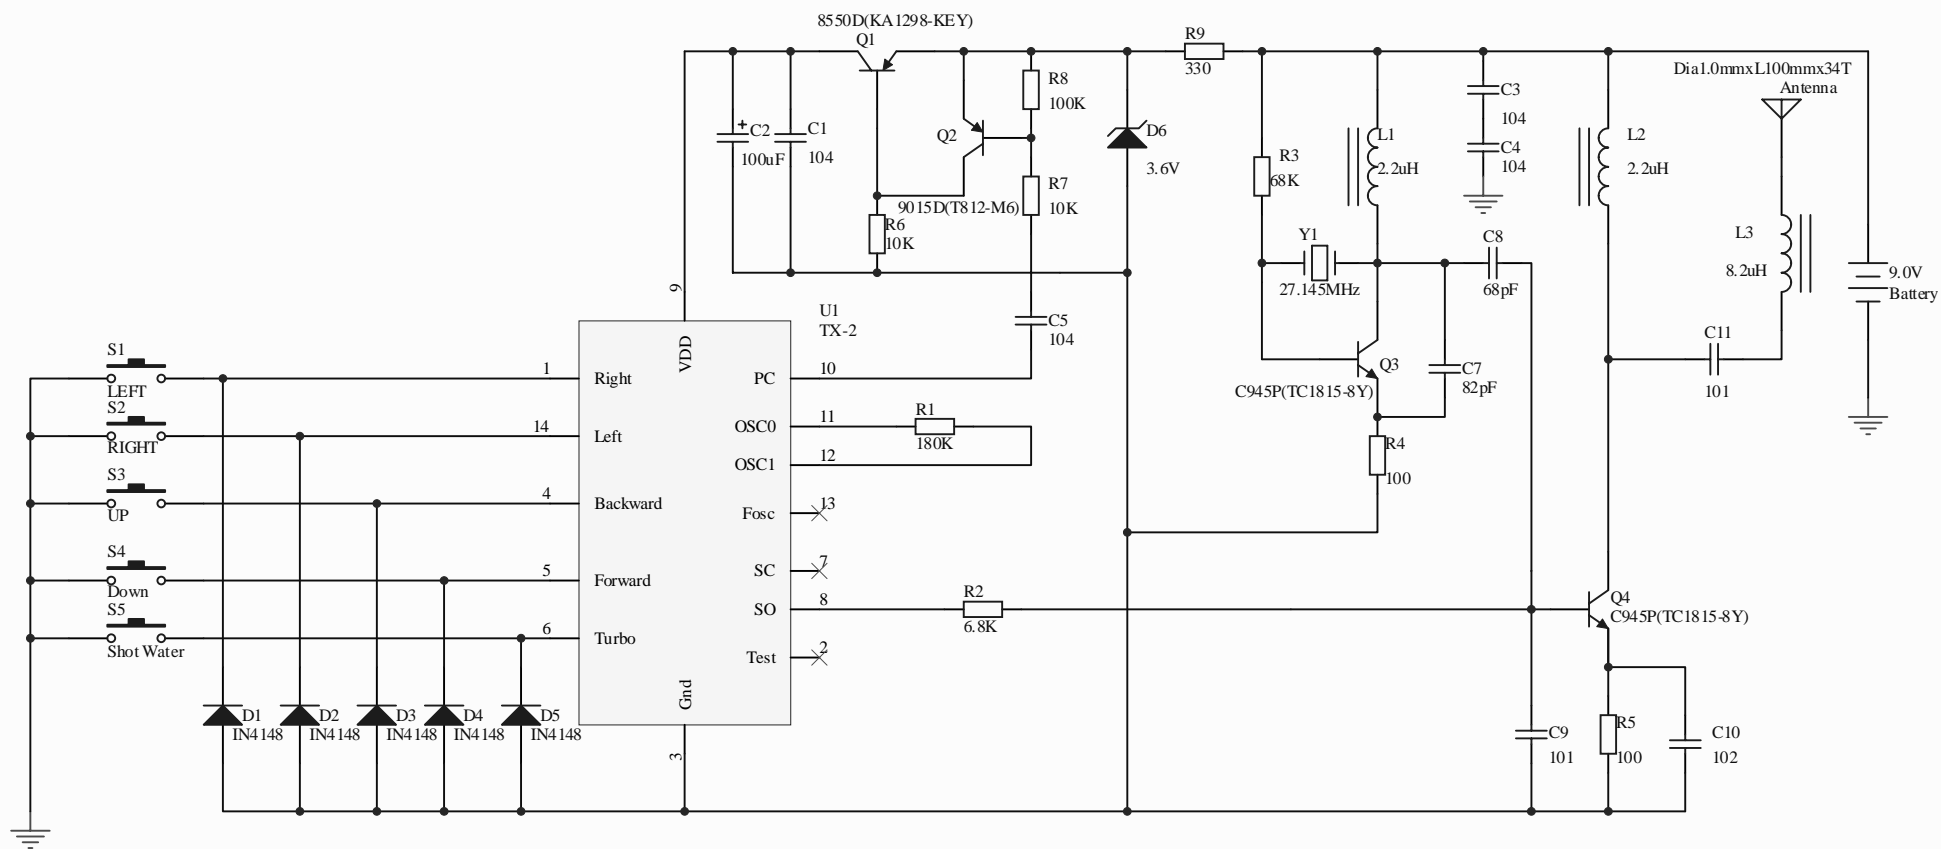 8550D(KA1298-KEY)
Q1
R9
330
Dia1.0mmxL100mmx34T
Antenna
R8
100K
C3
104
C4
104
+
C2
100uF
C1
104
Q2
D6
3.6V
L1
2.2uH
L2
2.2uH
R3
68K
R7
10K
9015D(T812-M6)
R6
10K
Y1
27.145MHz
C8
68pF
L3
8.2uH
9.0V
Battery
9
U1
TX-2
C5
104
C11
101
S1
LEFT
1
Right
VDD
PC
10
Q3
C945P(TC1815-8Y)
C7
82pF
S2
RIGHT
14
Left
OSC0
11
R1
180K
OSC1
12
R4
100
S3
UP
4
Backward
Fosc
13
S4
Down
5
Forward
SC
7
SO
8
R2
6.8K
Q4
C945P(TC1815-8Y)
S5
Shot Water
6
Turbo
Test
2
Gnd
3
D1
IN4148
D2
IN4148
D3
IN4148
D4
IN4148
D5
IN4148
C9
101
R5
100
C10
102